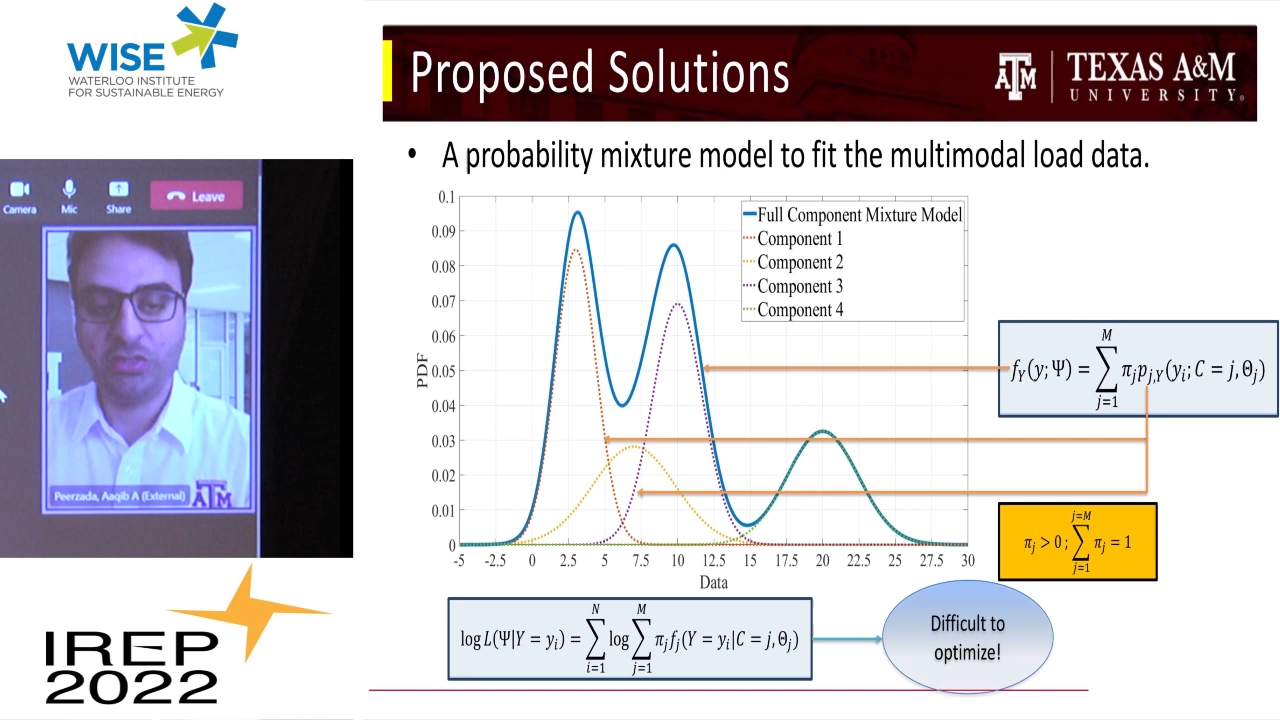 WISE
WATERLOO INSTITUTE
FOR SUSTAINABLE ENERGY
Camera
Mic
Share
Leave
Peerzada, Aaqib A (External)
IREP
2022
Proposed Solutions
TEXAS A&M
UNIVERSITY
• A probability mixture model to fit the multimodal load data.
0.1
0.09
0.08
0.07
0.06
0.05
0.04
0.03
0.02
0.01
0
PDF
-5 -2.5 0 2.5 5 7.5 10 12.5 15 17.5 20 22.5 25 27.5 30
Data
Full Component Mixture Model
Component 1
Component 2
Component 3
Component 4
f_Y(y; Ψ) = ∑_{j=1}^{M} π_j p_{j,Y}(y_i; C = j, Θ_j)
π_j > 0 ; ∑_{j=1}^{j=M} π_j = 1
log L(Ψ|Y = y_i) = ∑_{i=1}^{N} log ∑_{j=1}^{M} π_j f_j(Y = y_i|C = j, Θ_j)
Difficult to
optimize!